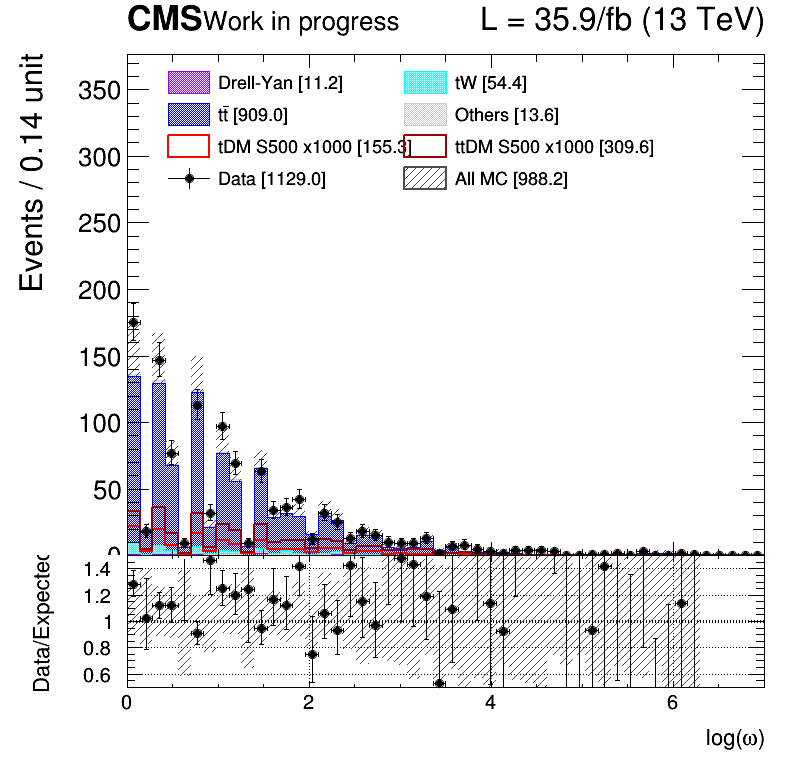 CMS Work in progress L = 35.9/fb (13 TeV)
Events / 0.14 unit
350
300
250
200
150
100
50
0
Drell-Yan [11.2] tW [54.4]
tt̄ [909.0] Others [13.6]
tDM S500 x1000 [155.3] ttDM S500 x1000 [309.6]
Data [1129.0] All MC [988.2]
Data/Expected
1.4
1.2
1
0.8
0.6
0 2 4 6
log(ω)